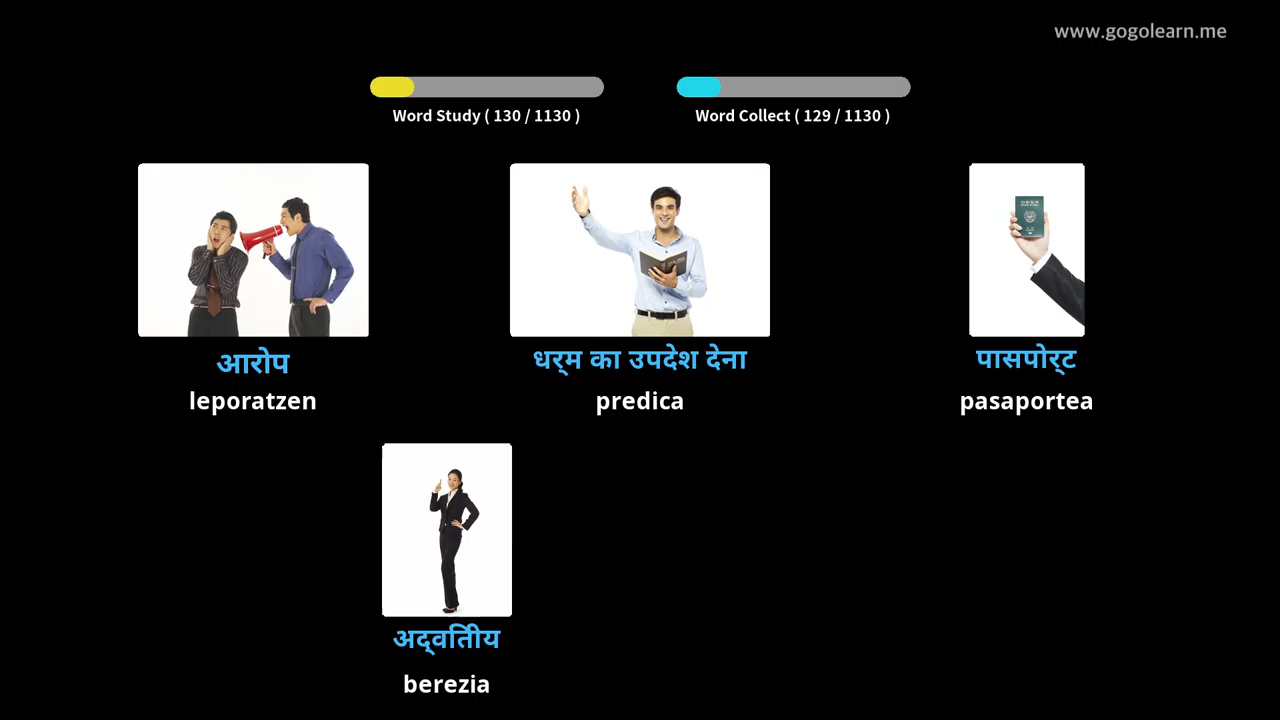 www.gogolearn.me
Word Study ( 130 / 1130 )
Word Collect ( 129 / 1130 )
आरोप
leporatzen
धर्‌म का उपदेश देना
predica
पासपोर्‌ट
pasaportea
अद्‌वतिीय
berezia